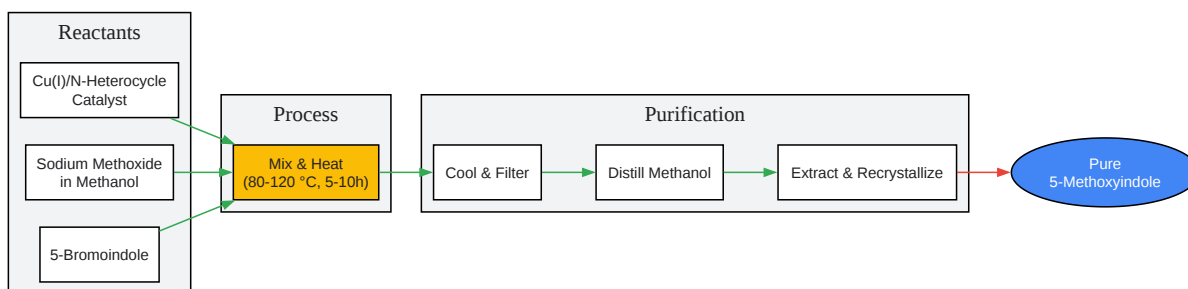 Reactants
Cu(I)/N-Heterocycle
Catalyst
Sodium Methoxide
in Methanol
5-Bromoindole
Process
Mix & Heat
(80-120 °C, 5-10h)
Purification
Cool & Filter
Distill Methanol
Extract & Recrystallize
Pure
5-Methoxyindole